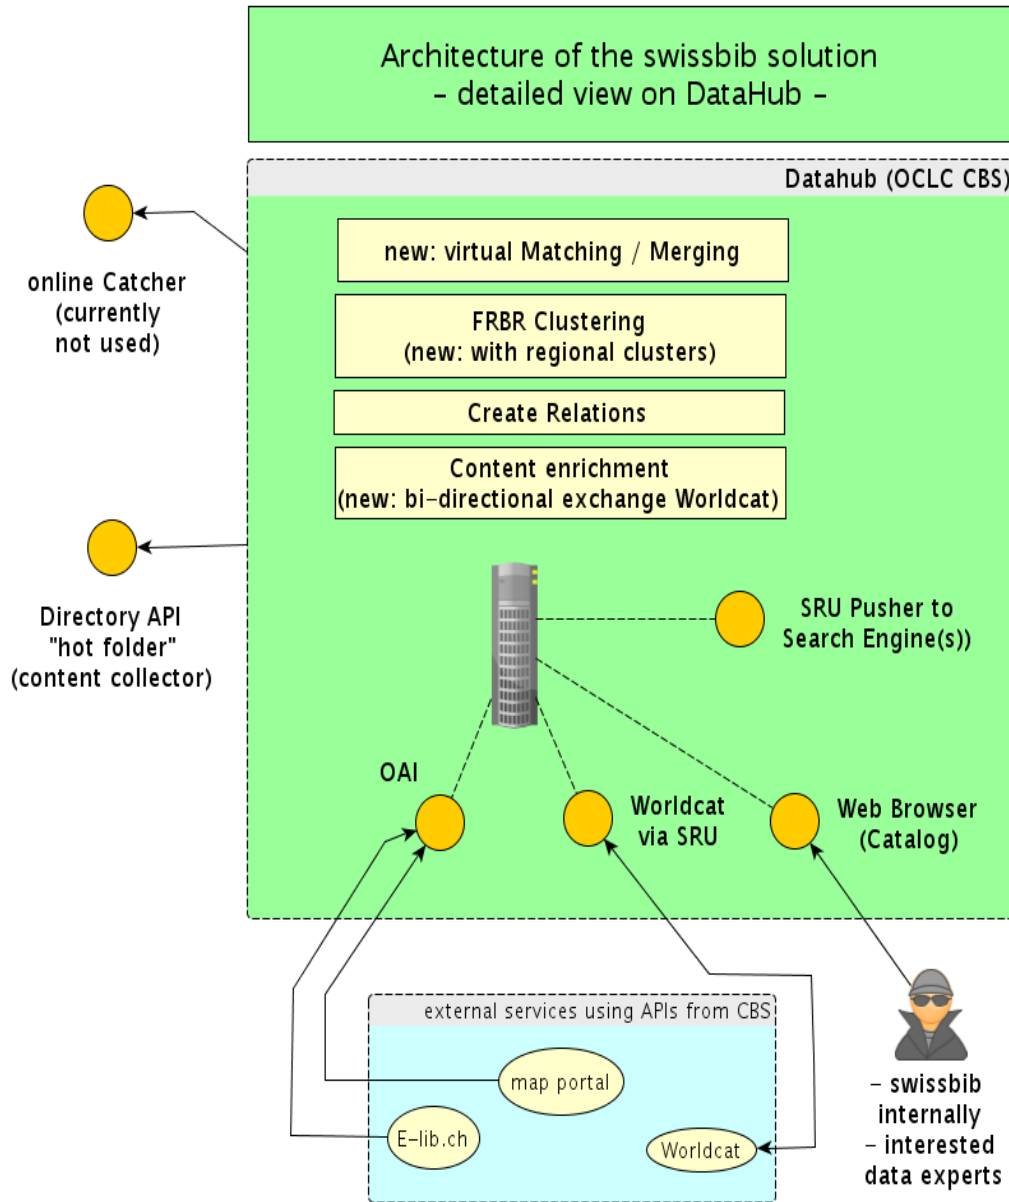 Architecture of the swissbib solution
– detailed view on DataHub –
Datahub (OCLC CBS)
new: virtual Matching / Merging
FRBR Clustering
(new: with regional clusters)
Create Relations
Content enrichment
(new: bi–directional exchange Worldcat)
online Catcher
(currently
not used)
Directory API
"hot folder"
(content collector)
SRU Pusher to
Search Engine(s))
OAI
Worldcat
via SRU
Web Browser
(Catalog)
external services using APIs from CBS
map portal
E–lib.ch
Worldcat
– swissbib
internally
– interested
data experts